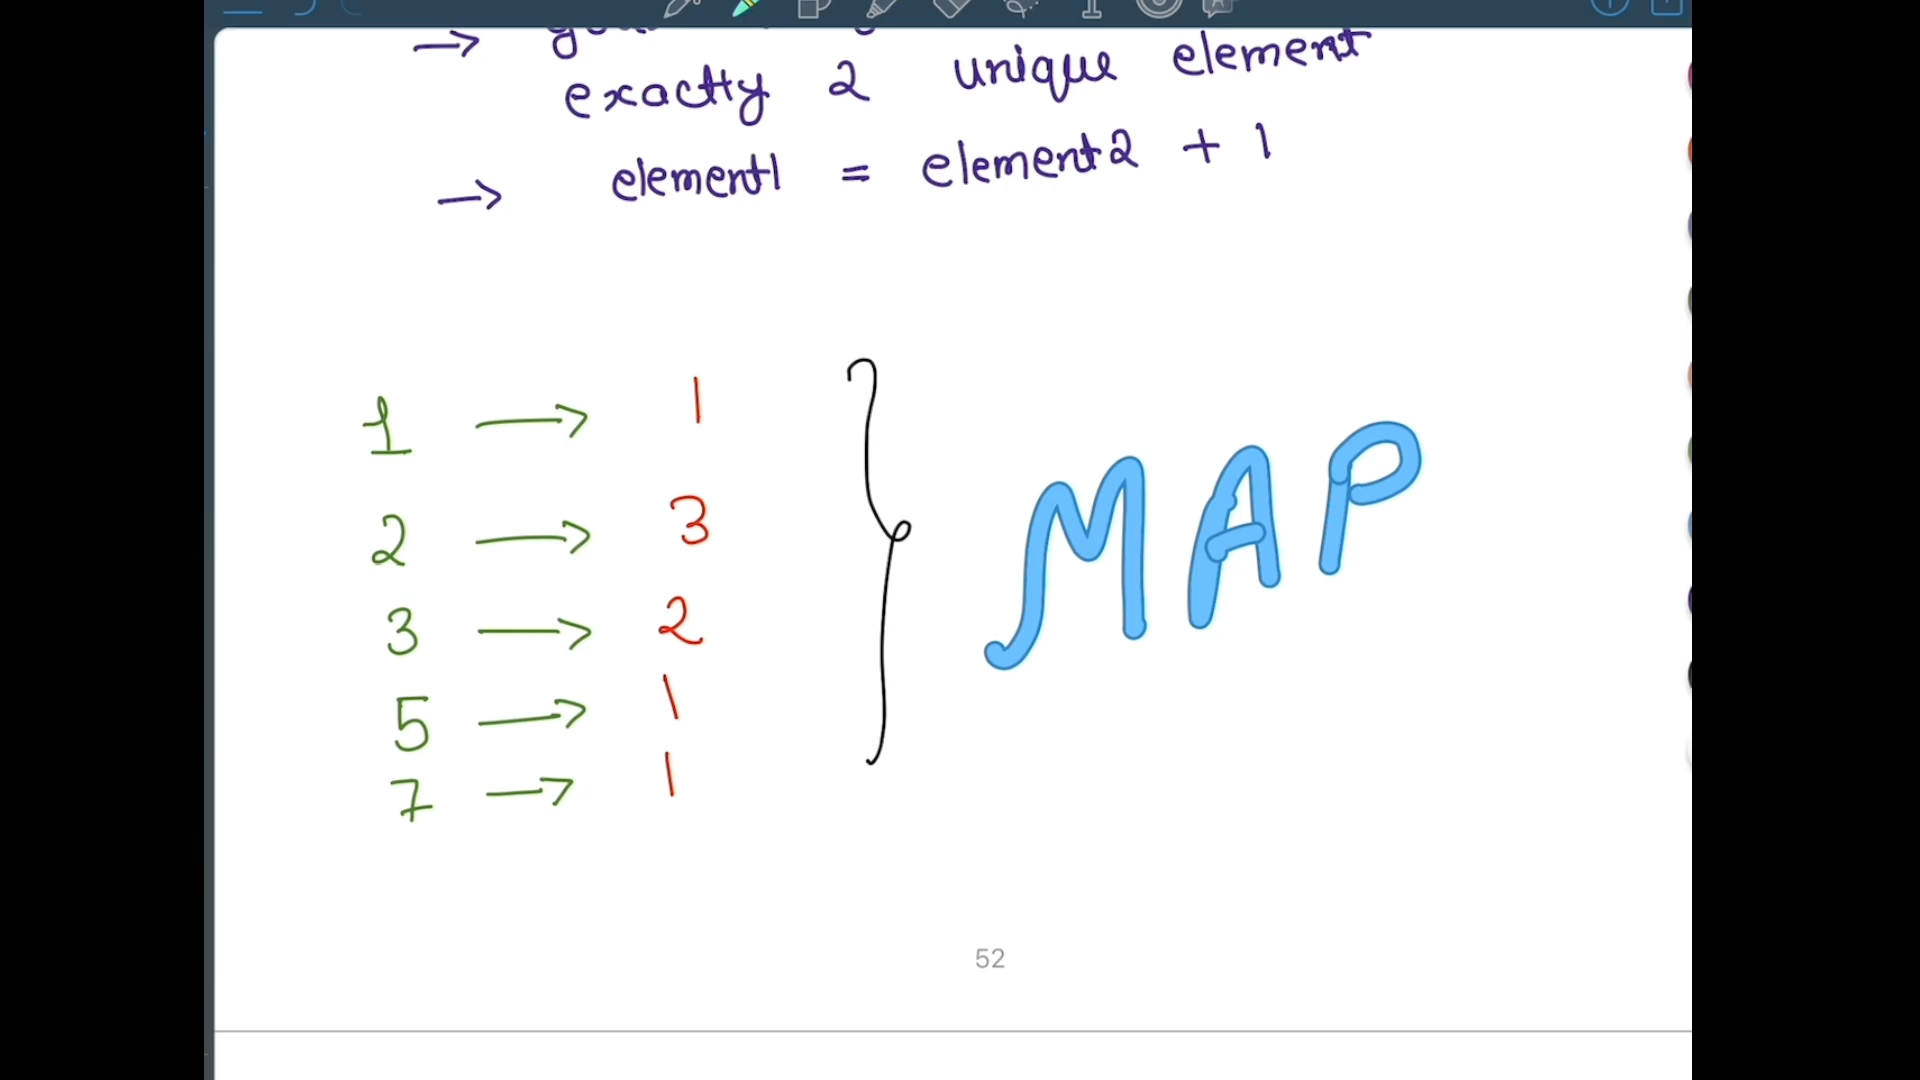 →
exactly 2 unique element
→ element1 = element2 + 1
1 → 1
2 → 3
3 → 2
5 → 1
7 → 1
MAP
52